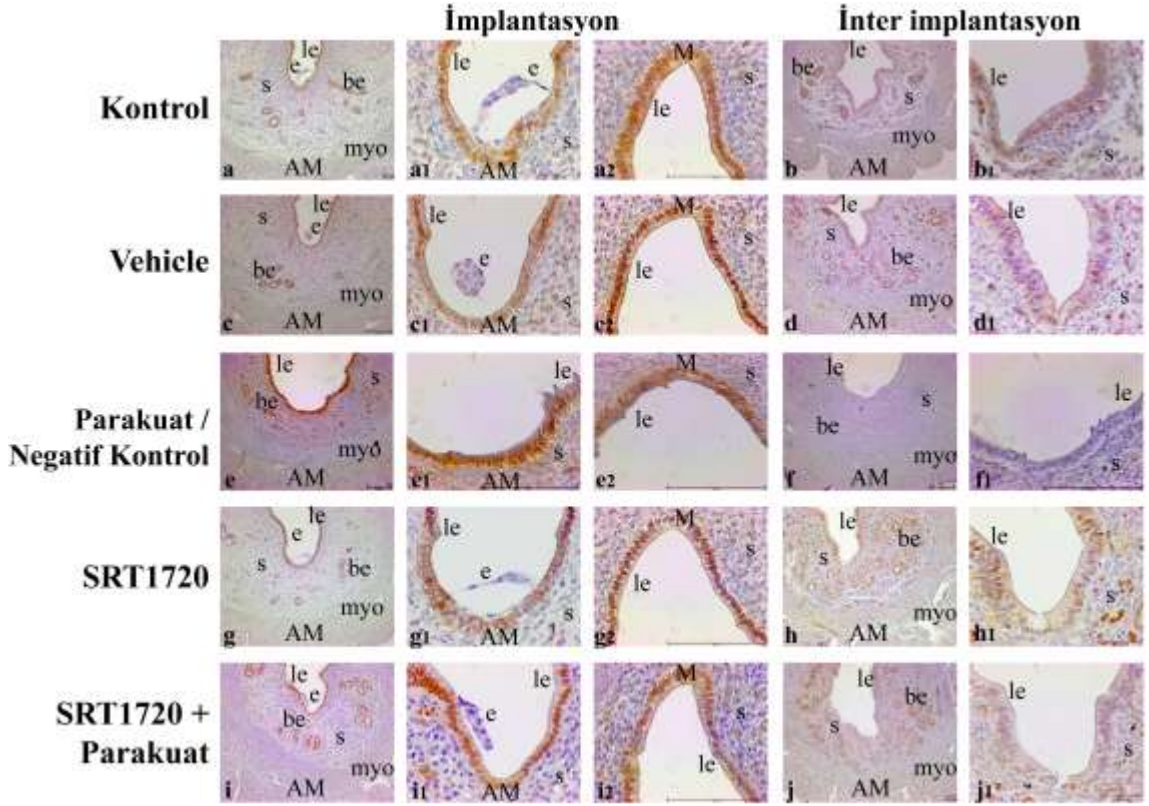 İmplantasyon İnter implantasyon
Kontrol
le e s be myo AM a
le e s AM a1
M le s a2
le be s myo AM b
le s b1
Vehicle
le s e be myo AM c
le e s AM c1
M s le c2
le s be myo AM d
le s d1
Parakuat /
Negatif Kontrol
le s be myo AM e
le s AM e1
M s le e2
le s be myo AM f
le s f1
SRT1720
le e s be myo AM g
le e s AM g1
M s le g2
le be s myo AM h
le s h1
SRT1720 +
Parakuat
le e be s myo AM i
le e s AM i1
M s le i2
le be s myo AM j
le s j1